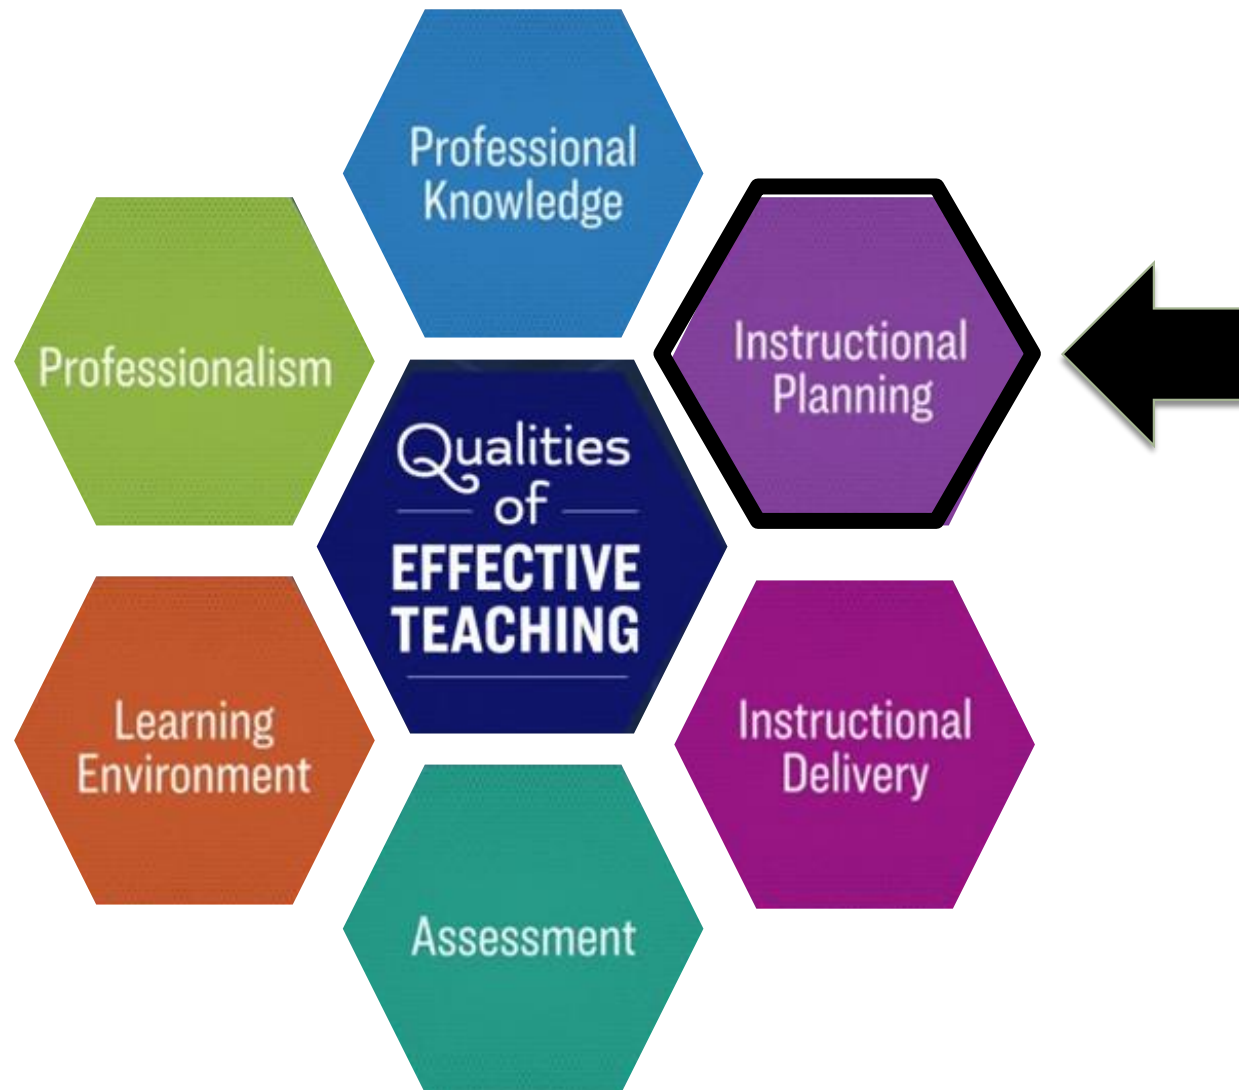 Professional
Knowledge
Instructional
Planning
Professionalism
Qualities
of
EFFECTIVE
TEACHING
Learning
Environment
Instructional
Delivery
Assessment